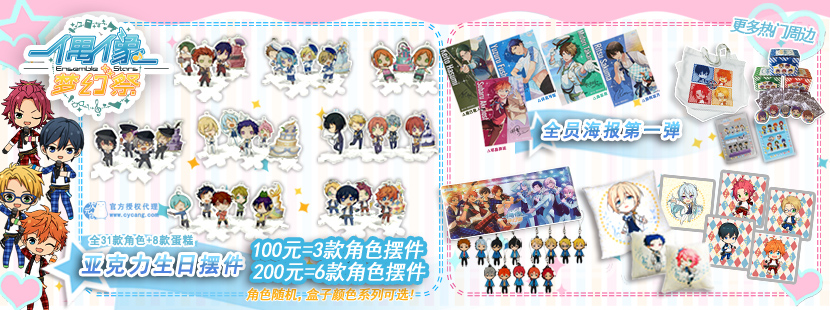 偶像
Ensemble Stars
梦幻祭
官方授权代理
www.cycang.com
全31款角色+8款蛋糕
亚克力生日摆件
100元=3款角色摆件
200元=6款角色摆件
角色随机，盒子颜色系列可选！
更多热门周边
全员海报第一弹